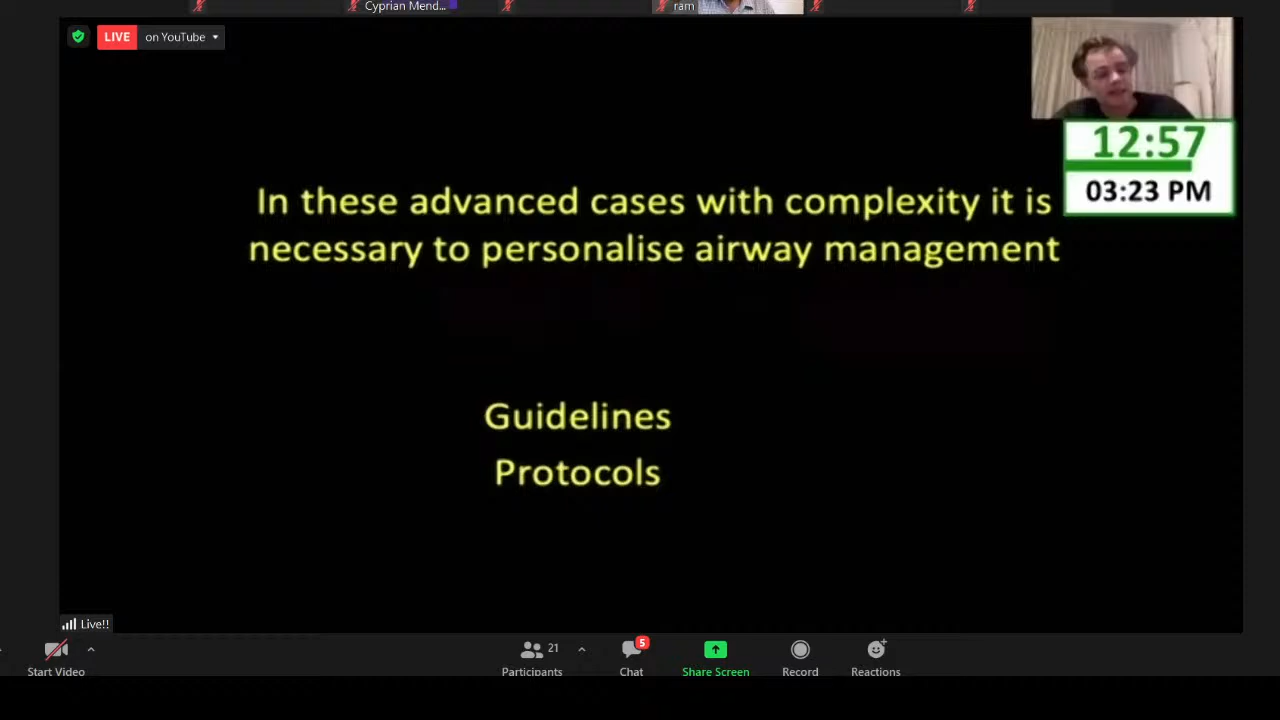 Cyprian Mend...
ram
LIVE
on YouTube
12:57
03:23 PM
In these advanced cases with complexity it is
necessary to personalise airway management
Guidelines
Protocols
Live!!
Start Video
21
Participants
5
Chat
Share Screen
Record
Reactions